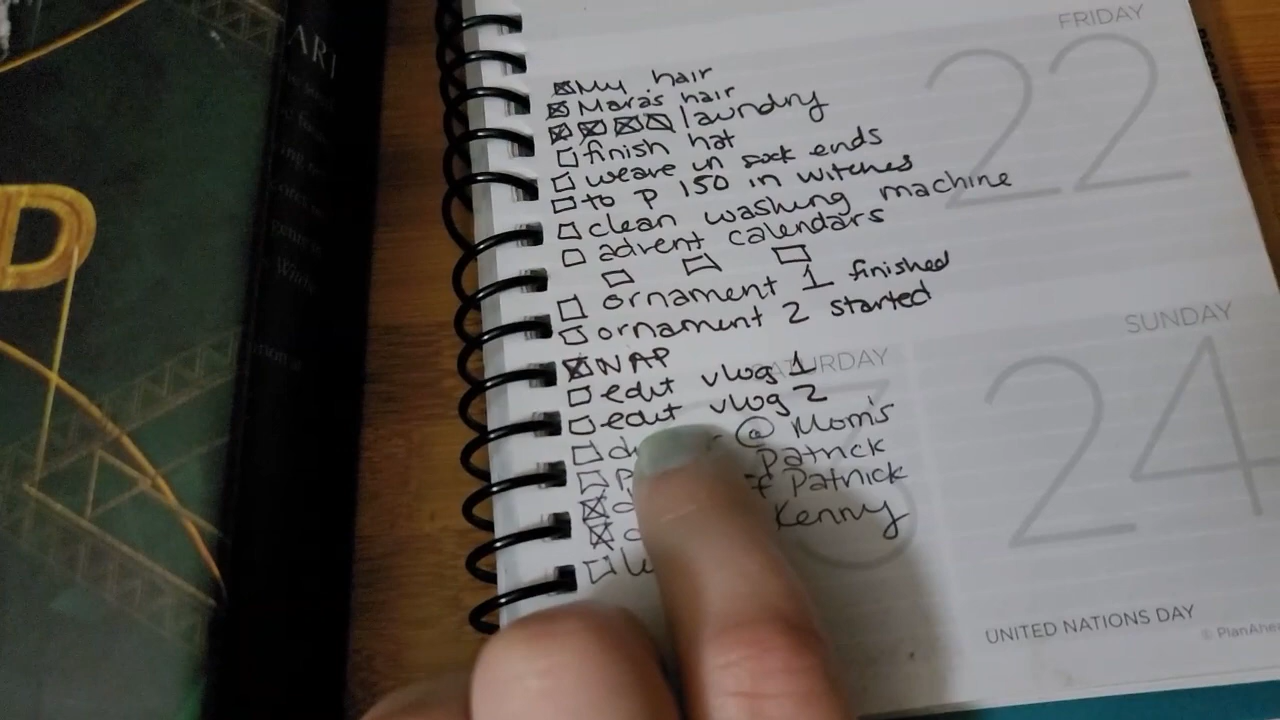 ARI
D
FRIDAY
22
My hair
Mara's hair
laundry
finish hat
weave in sock ends
to P 150 in witches
clean washing machine
advent calendars
ornament 1 finished
ornament 2 started
NAP
edit vlog 1
edit vlog 2
@ Mom's
Patrick
Patrick
Kenny
SATURDAY
SUNDAY
24
UNITED NATIONS DAY
© PlanAhe